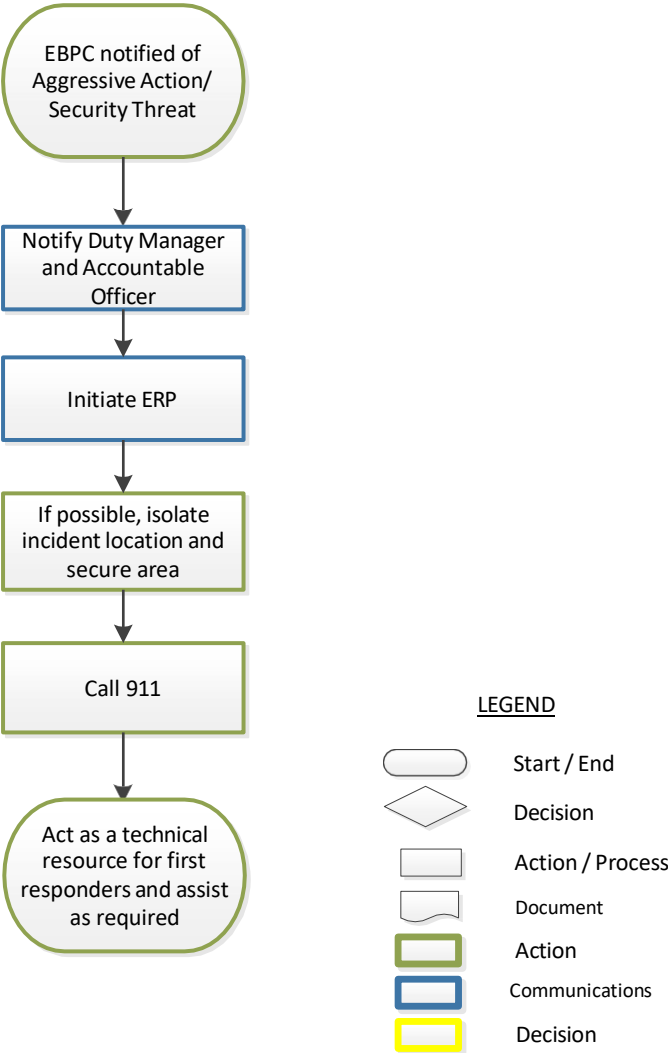 EBPC notified of
Aggressive Action/
Security Threat
Notify Duty Manager
and Accountable
Officer
Initiate ERP
If possible, isolate
incident location and
secure area
Call 911
Act as a technical
resource for first
responders and assist
as required
LEGEND
Start / End
Decision
Action / Process
Document
Action
Communications
Decision